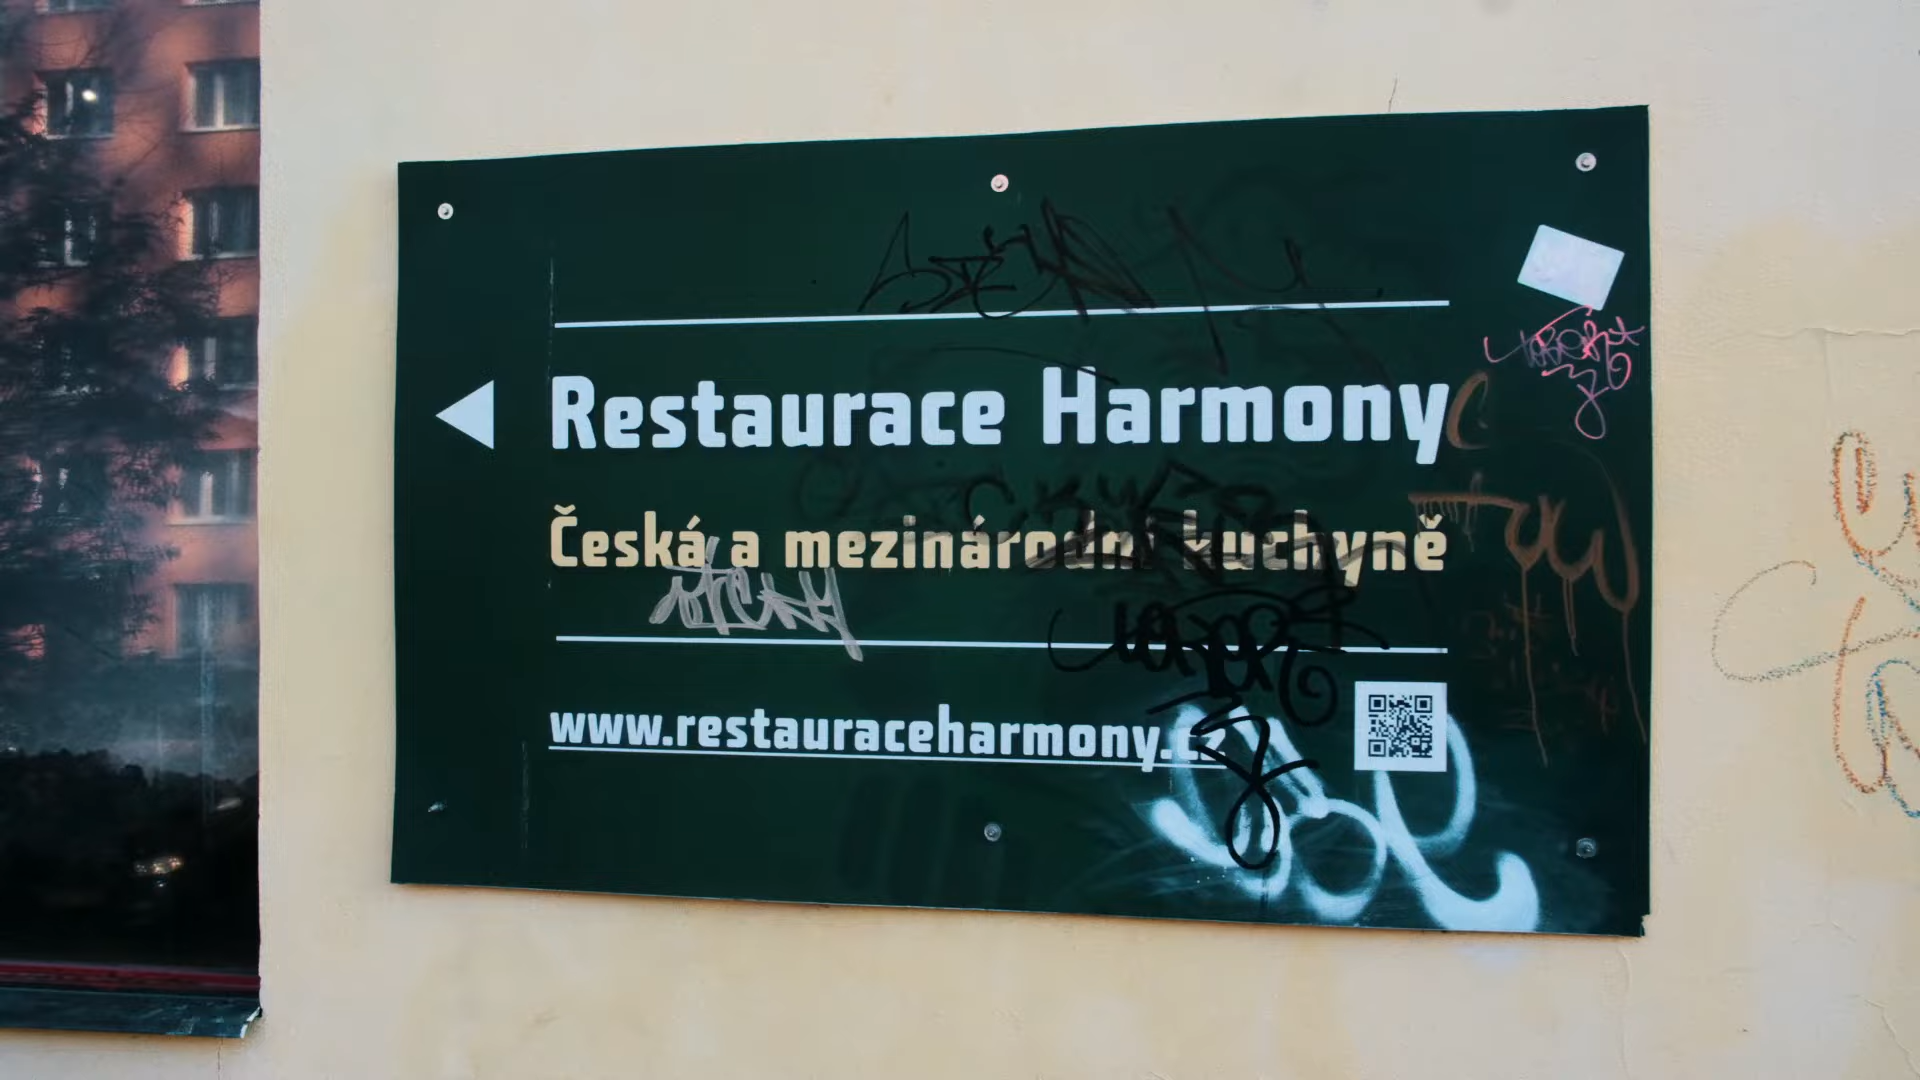 Restaurace Harmony
Česká a mezinárodní kuchyně
www.restauraceharmony.cz